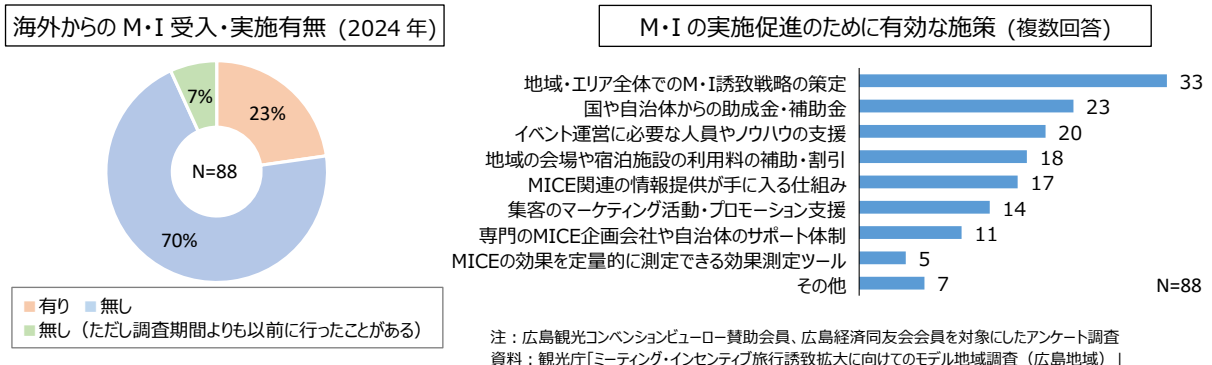 海外からの M・I 受入・実施有無 (2024 年)
7%
23%
N=88
70%
有り 無し
無し（ただし調査期間よりも以前に行ったことがある）
M・I の実施促進のために有効な施策 (複数回答)
地域・エリア全体でのM・I誘致戦略の策定 33
国や自治体からの助成金・補助金 23
イベント運営に必要な人員やノウハウの支援 20
地域の会場や宿泊施設の利用料の補助・割引 18
MICE関連の情報提供が手に入る仕組み 17
集客のマーケティング活動・プロモーション支援 14
専門のMICE企画会社や自治体のサポート体制 11
MICEの効果を定量的に測定できる効果測定ツール 5
その他 7
N=88
注：広島観光コンベンションビューロー賛助会員、広島経済同友会会員を対象にしたアンケート調査
資料：観光庁「ミーティング・インセンティブ旅行誘致拡大に向けてのモデル地域調査（広島地域）」